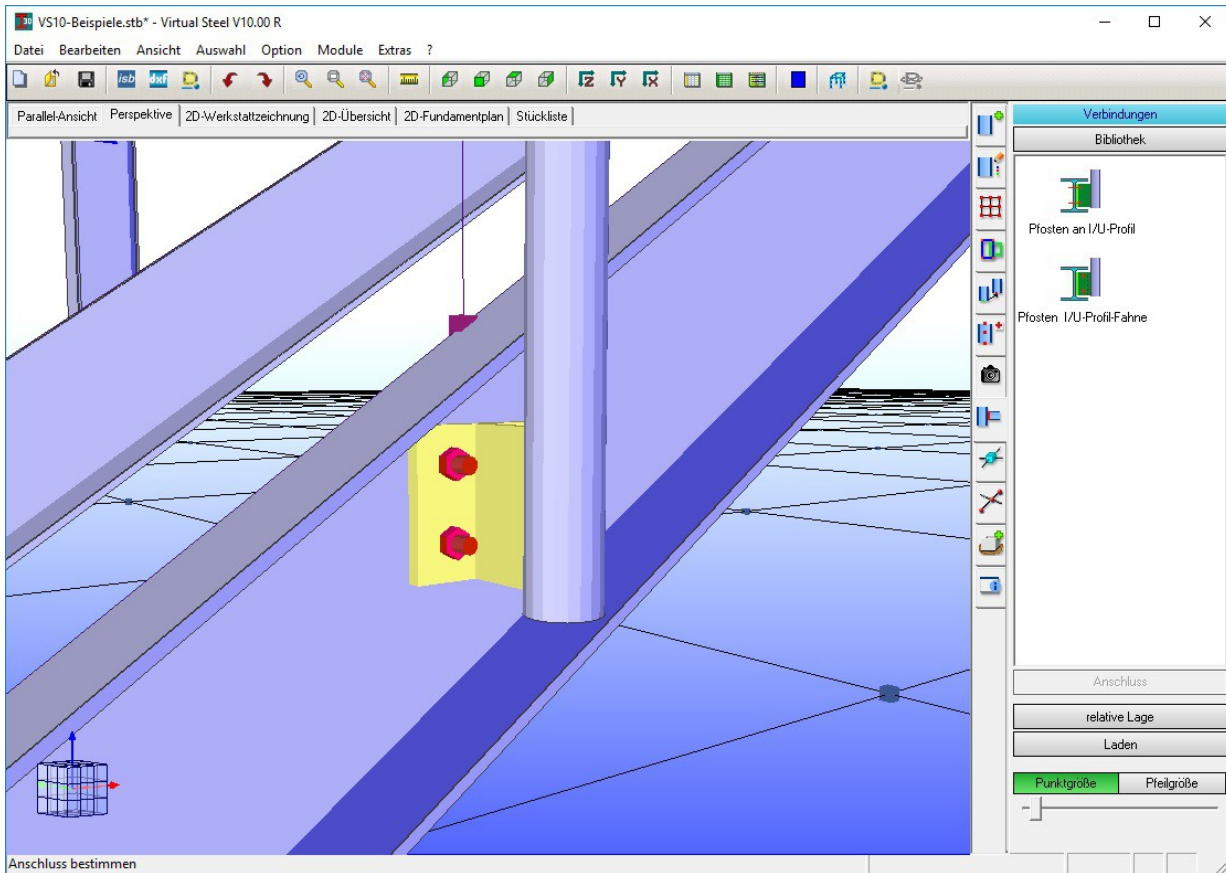 VS10-Beispiele.stb* - Virtual Steel V10.00 R
Datei Bearbeiten Ansicht Auswahl Option Module Extras ?
isb dxf Z Y X
Parallel-Ansicht Perspektive 2D-Werkstattzeichnung 2D-Übersicht 2D-Fundamentplan Stückliste
Verbindungen
Bibliothek
Pfosten an I/U-Profil
Pfosten I/U-Profil-Fahne
Anschluss
relative Lage
Laden
Punktgröße Pfeilgröße
Anschluss bestimmen